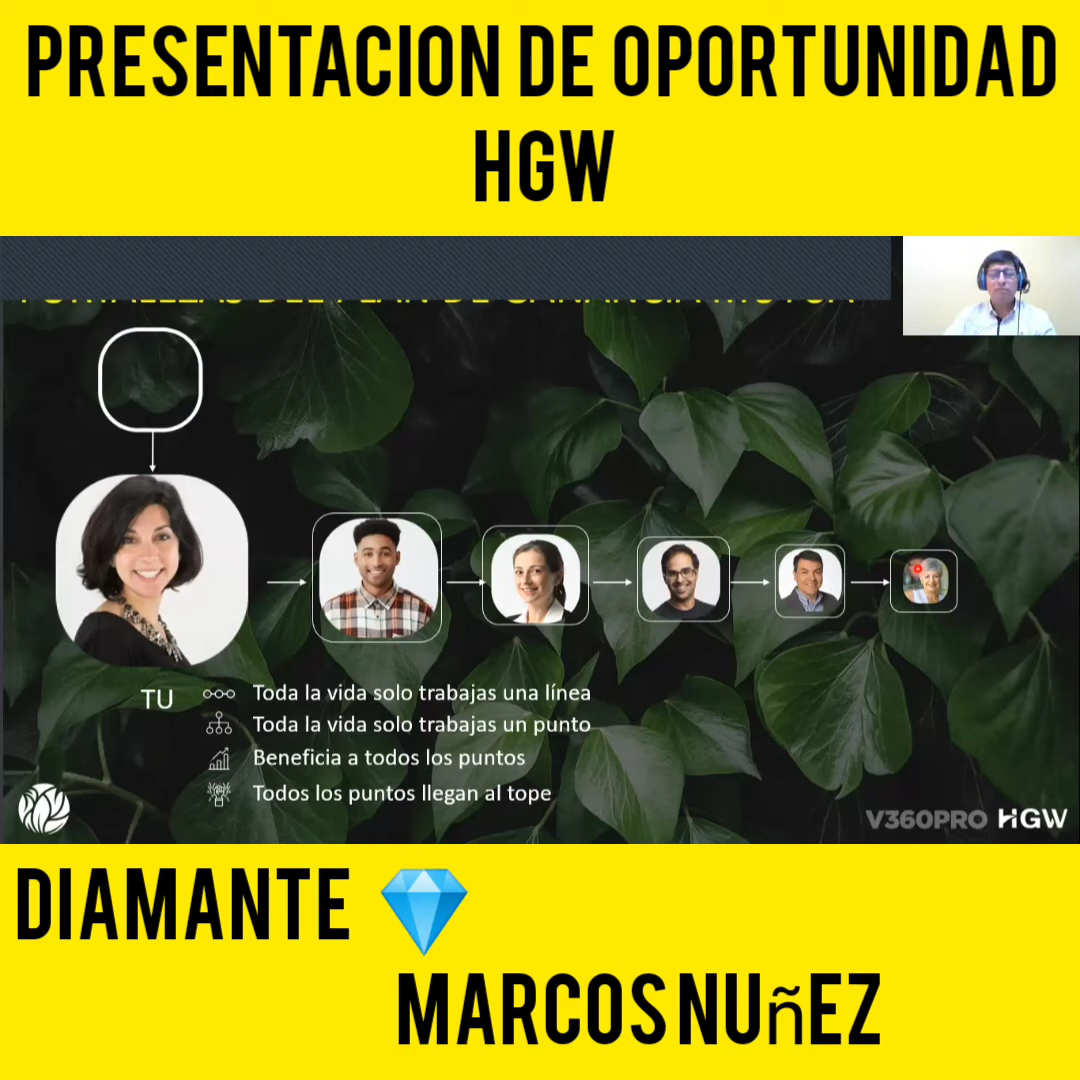 PRESENTACION DE OPORTUNIDAD
HGW
TU
Toda la vida solo trabajas una línea
Toda la vida solo trabajas un punto
Beneficia a todos los puntos
Todos los puntos llegan al tope
V360PRO HGW
DIAMANTE
MARCOS NUñEZ